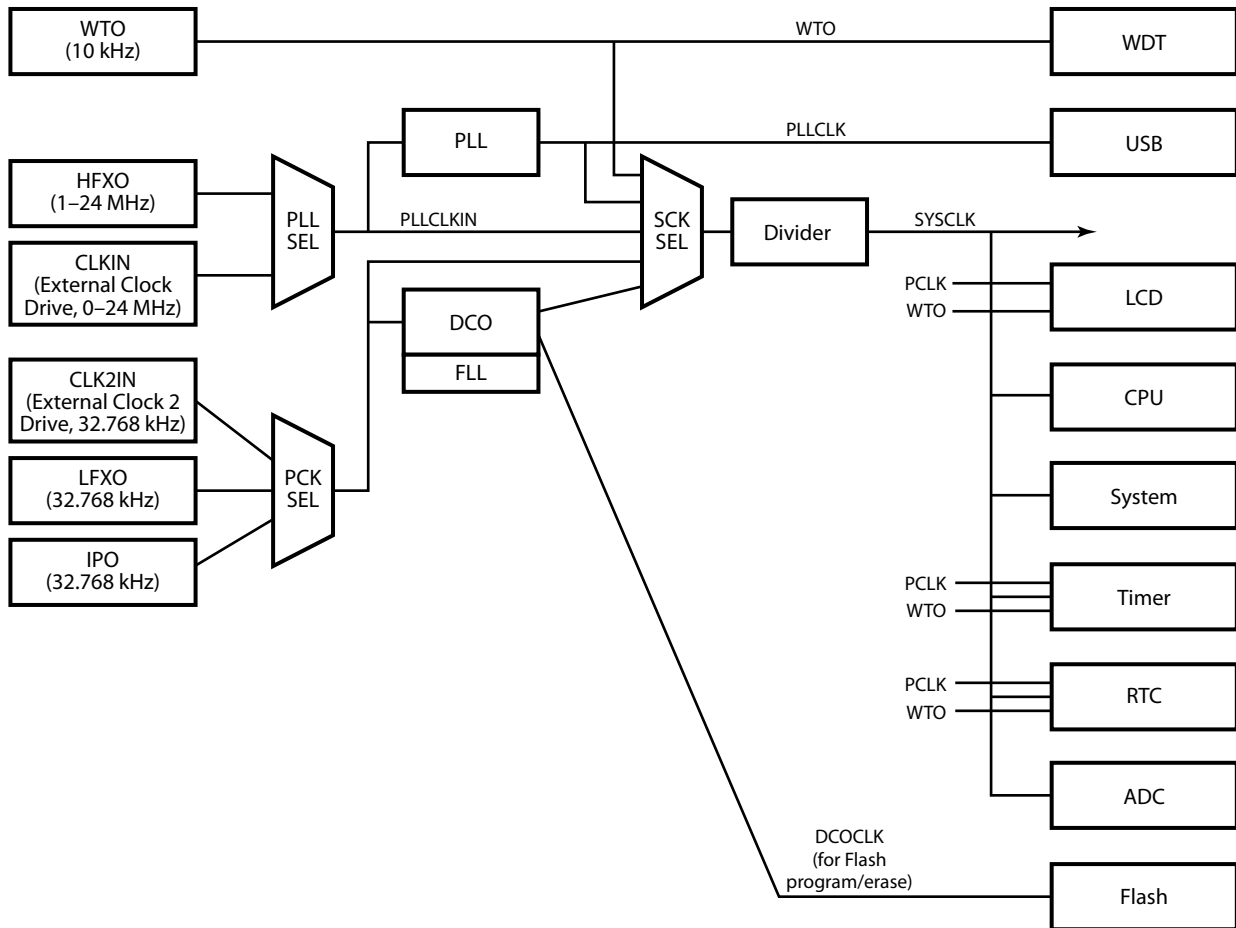 WTO
(10 kHz)
WTO
WDT
PLL
PLLCLK
USB
HFXO
(1–24 MHz)
PLL
SEL
PLLCLKIN
SCK
SEL
Divider
SYSCLK
CLKIN
(External Clock
Drive, 0–24 MHz)
PCLK
WTO
LCD
DCO
FLL
CLK2IN
(External Clock 2
Drive, 32.768 kHz)
CPU
LFXO
(32.768 kHz)
PCK
SEL
System
IPO
(32.768 kHz)
PCLK
WTO
Timer
PCLK
WTO
RTC
ADC
DCOCLK
(for Flash
program/erase)
Flash